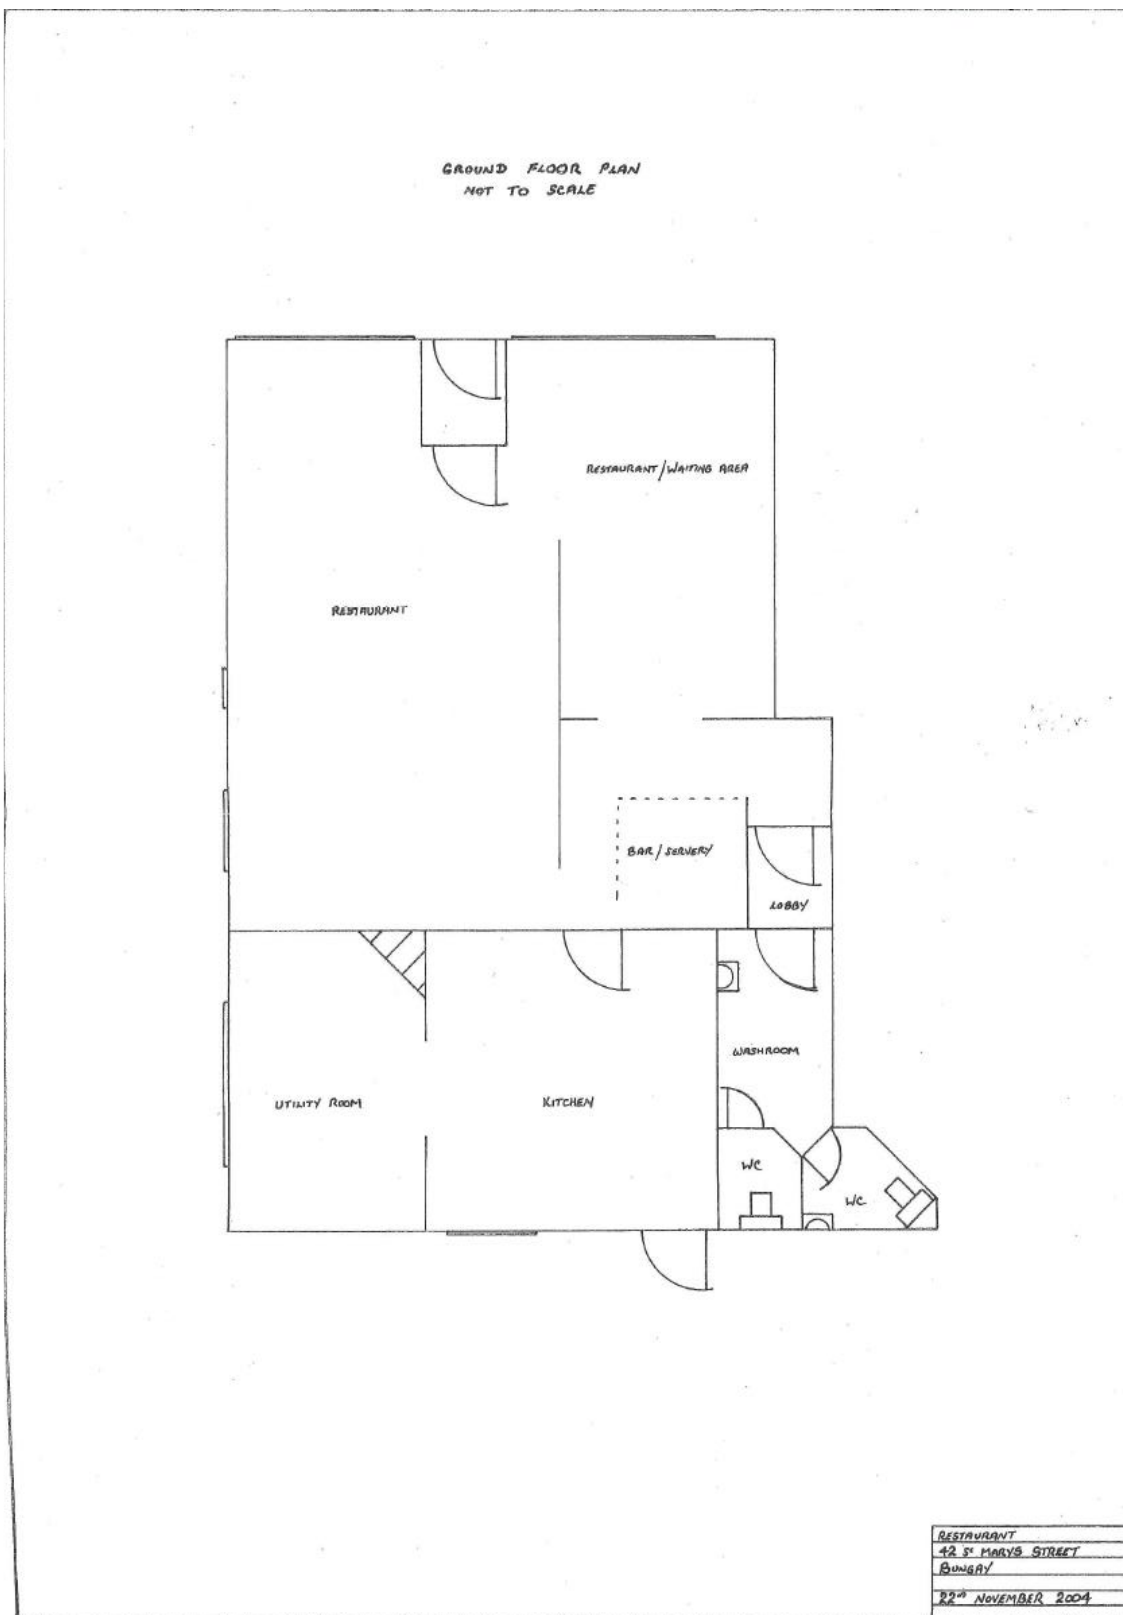 GROUND FLOOR PLAN
NOT TO SCALE
RESTAURANT/WAITING AREA
RESTAURANT
BAR/SERVERY
LOBBY
WASHROOM
UTILITY ROOM
KITCHEN
WC
WC
RESTAURANT
42 ST MARYS STREET
BUNGAY
22ND NOVEMBER 2004